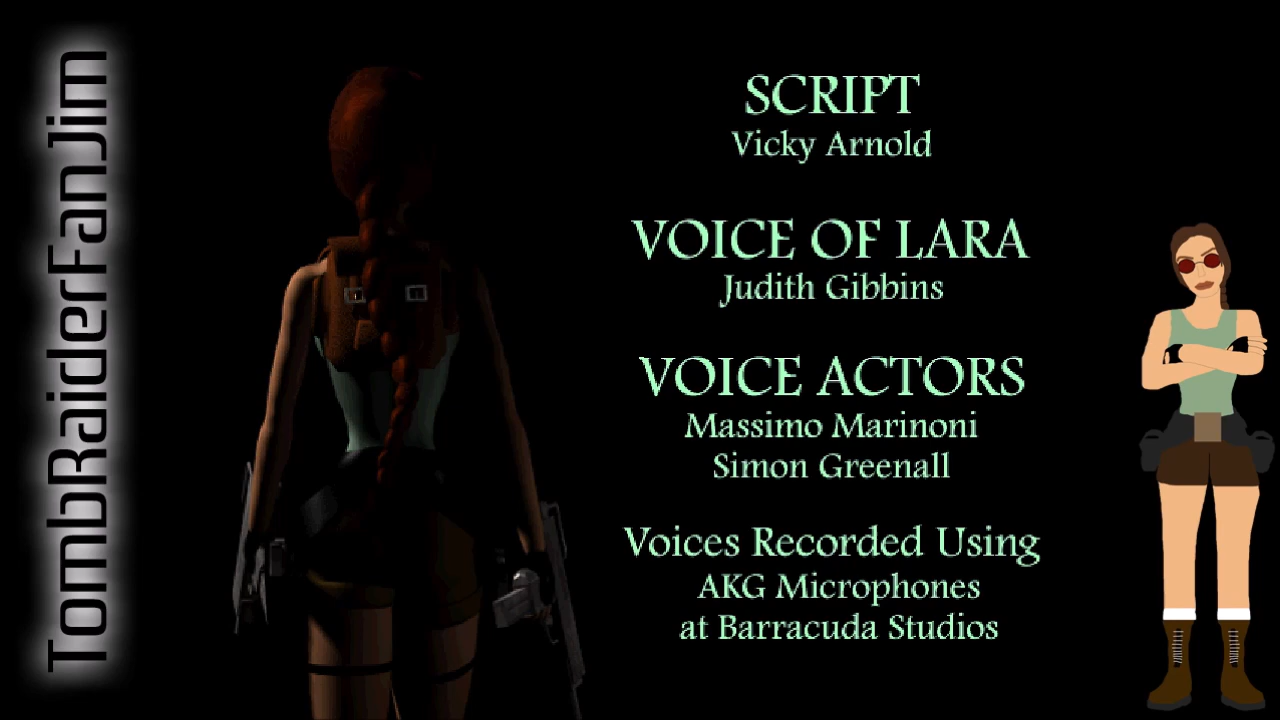 TombRaiderFanJim
SCRIPT
Vicky Arnold
VOICE OF LARA
Judith Gibbins
VOICE ACTORS
Massimo Marinoni
Simon Greenall
Voices Recorded Using
AKG Microphones
at Barracuda Studios